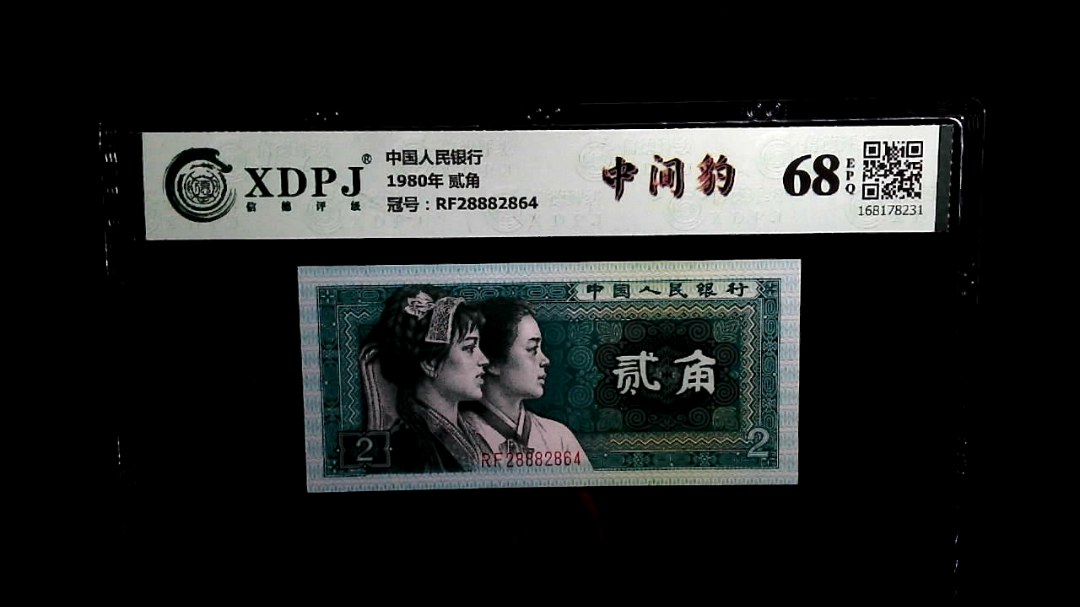 XDPJ®
信德评级
中国人民银行
1980年 贰角
冠号：RF28882864
中间豹
68
EPQ
168178231
中国人民银行
贰角
2
2
RF28882864